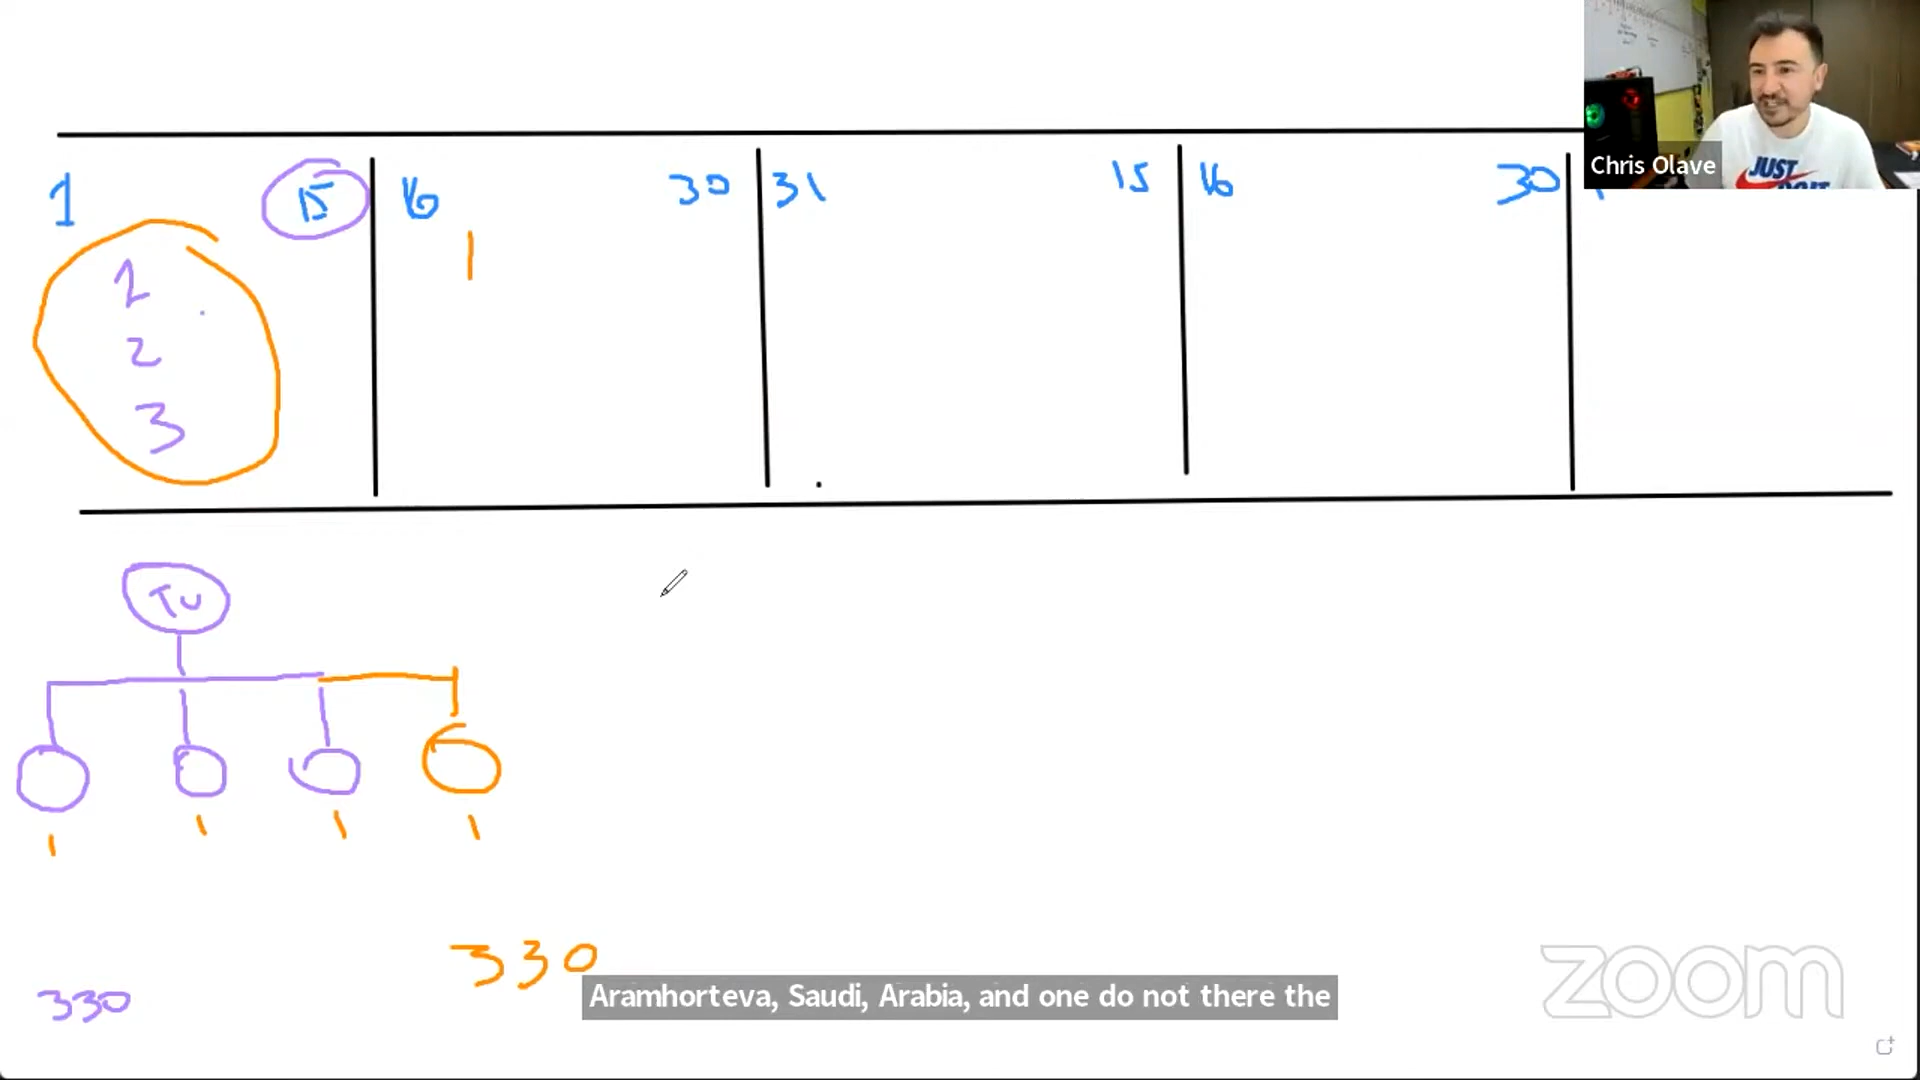 1 15 16 30 31 15 16 30
1 1
2
3
TU
1 1 1 1
330
330
Chris Olave
JUST
Aramhorteva, Saudi, Arabia, and one do not there the
zoom